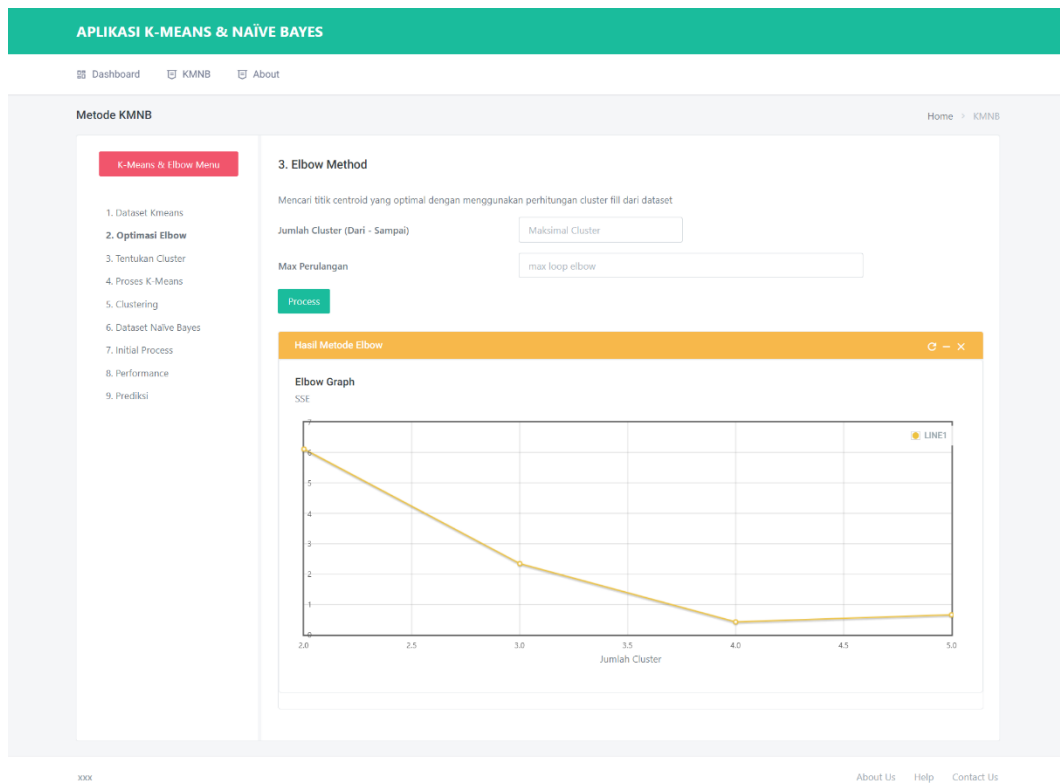 APLIKASI K-MEANS & NAÏVE BAYES
Dashboard KMNB About
Metode KMNB
Home > KMNB
K-Means & Elbow Menu
1. Dataset Kmeans
2. Optimasi Elbow
3. Tentukan Cluster
4. Proses K-Means
5. Clustering
6. Dataset Naïve Bayes
7. Initial Process
8. Performance
9. Prediksi
3. Elbow Method
Mencari titik centroid yang optimal dengan menggunakan perhitungan cluster fill dari dataset
Jumlah Cluster (Dari - Sampai) Maksimal Cluster
Max Perulangan max loop elbow
Process
Hasil Metode Elbow
Elbow Graph
SSE
LINE1
7
6
5
4
3
2
1
0
2.0 2.5 3.0 3.5 4.0 4.5 5.0
Jumlah Cluster
xxx
About Us Help Contact Us